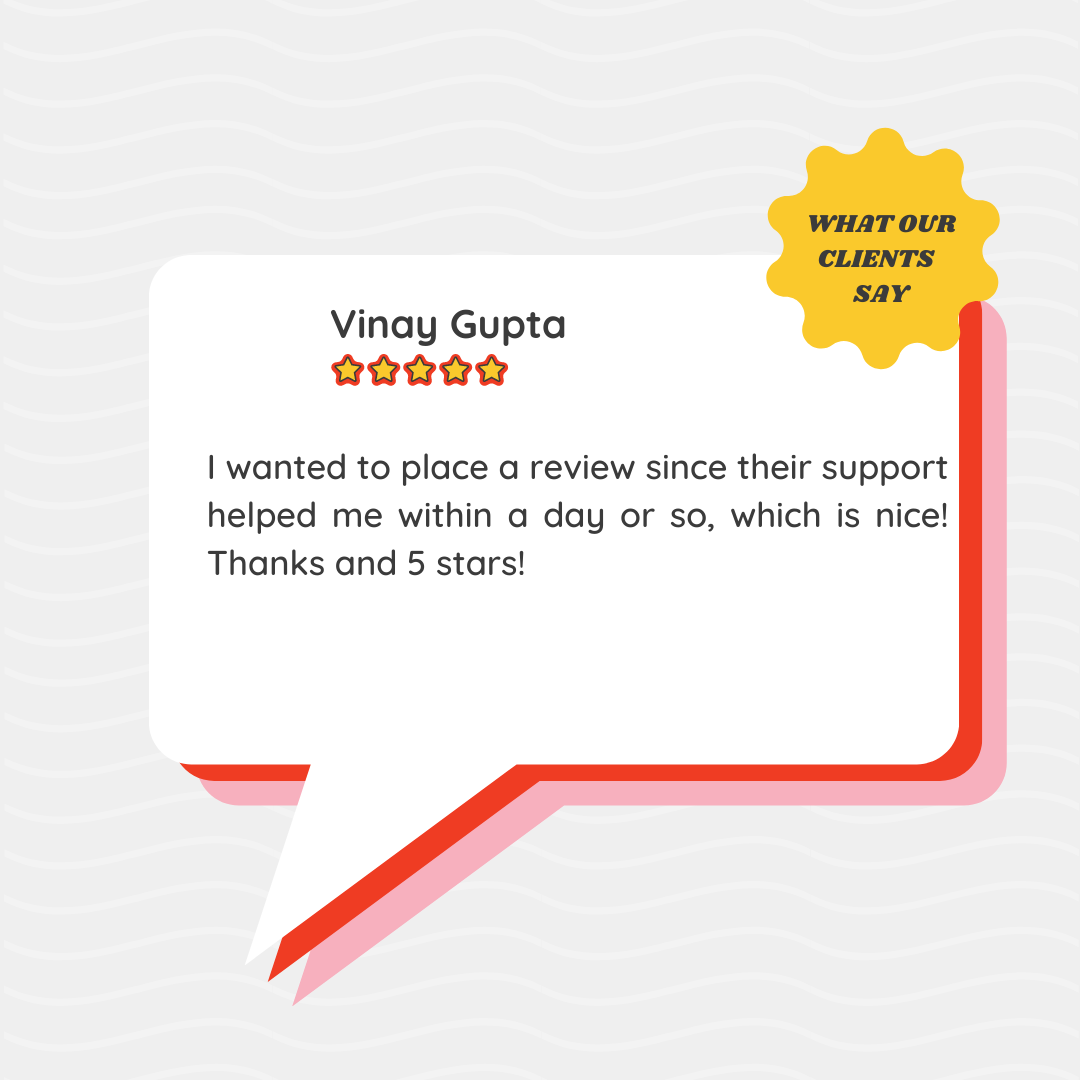 WHAT OUR
CLIENTS
SAY
Vinay Gupta
I wanted to place a review since their support
helped me within a day or so, which is nice!
Thanks and 5 stars!